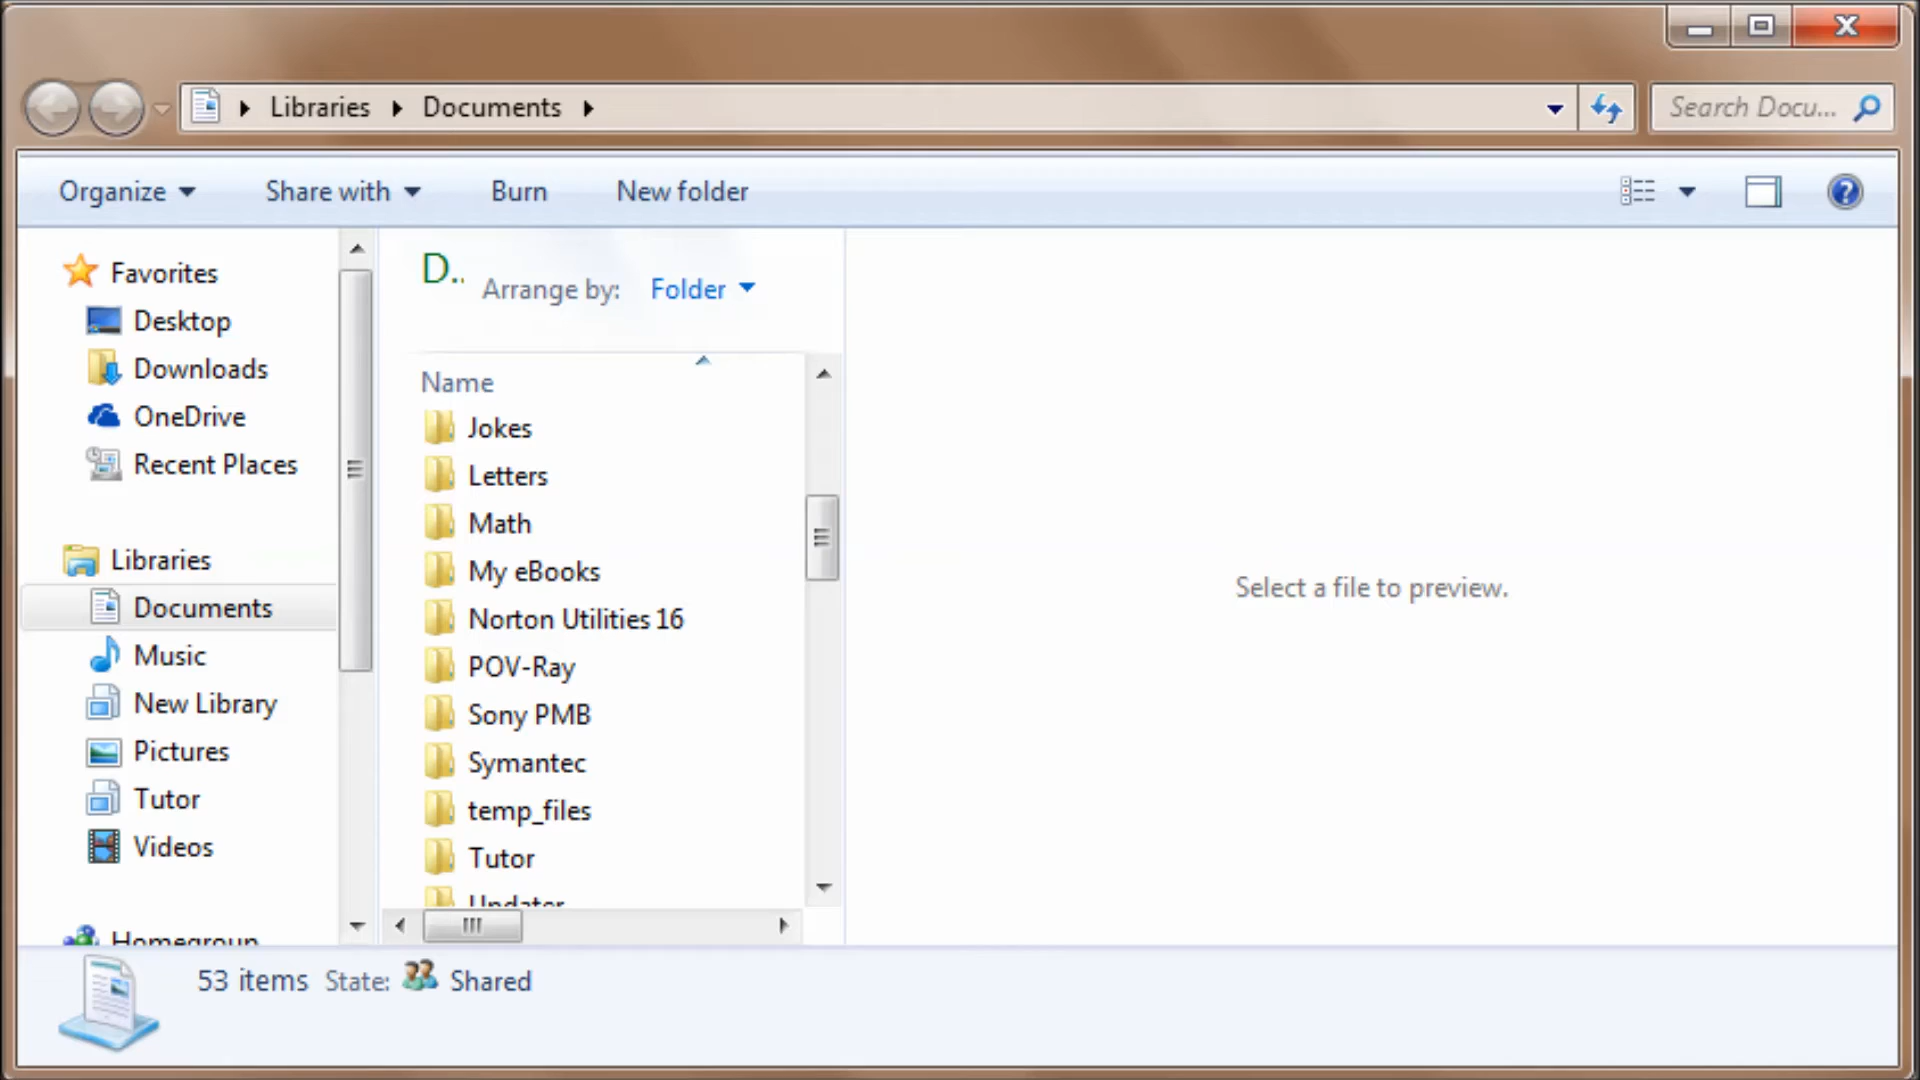 Libraries Documents
Search Docu...
Organize Share with Burn New folder
Favorites
Desktop
Downloads
OneDrive
Recent Places
Libraries
Documents
Music
New Library
Pictures
Tutor
Videos
Homegroup
D..
Arrange by: Folder
Name
Jokes
Letters
Math
My eBooks
Norton Utilities 16
POV-Ray
Sony PMB
Symantec
temp_files
Tutor
Updater
Select a file to preview.
53 items State: Shared